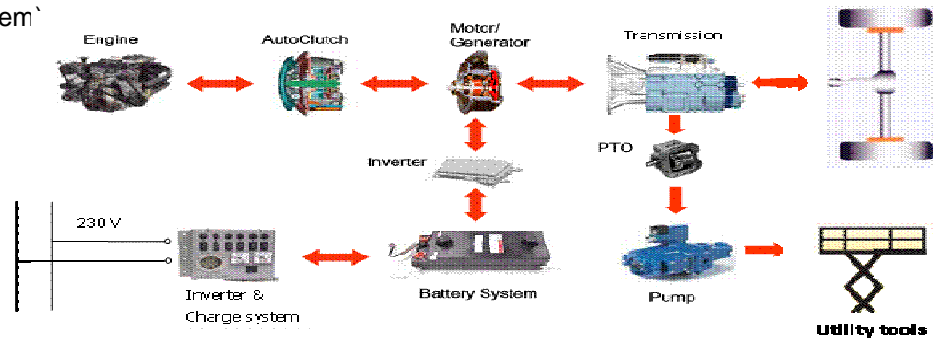 em`
Engine
AutoClutch
Motor/
Generator
Transmission
Inverter
PTO
230 V
Inverter &
Charge system
Battery System
Pump
Utility tools